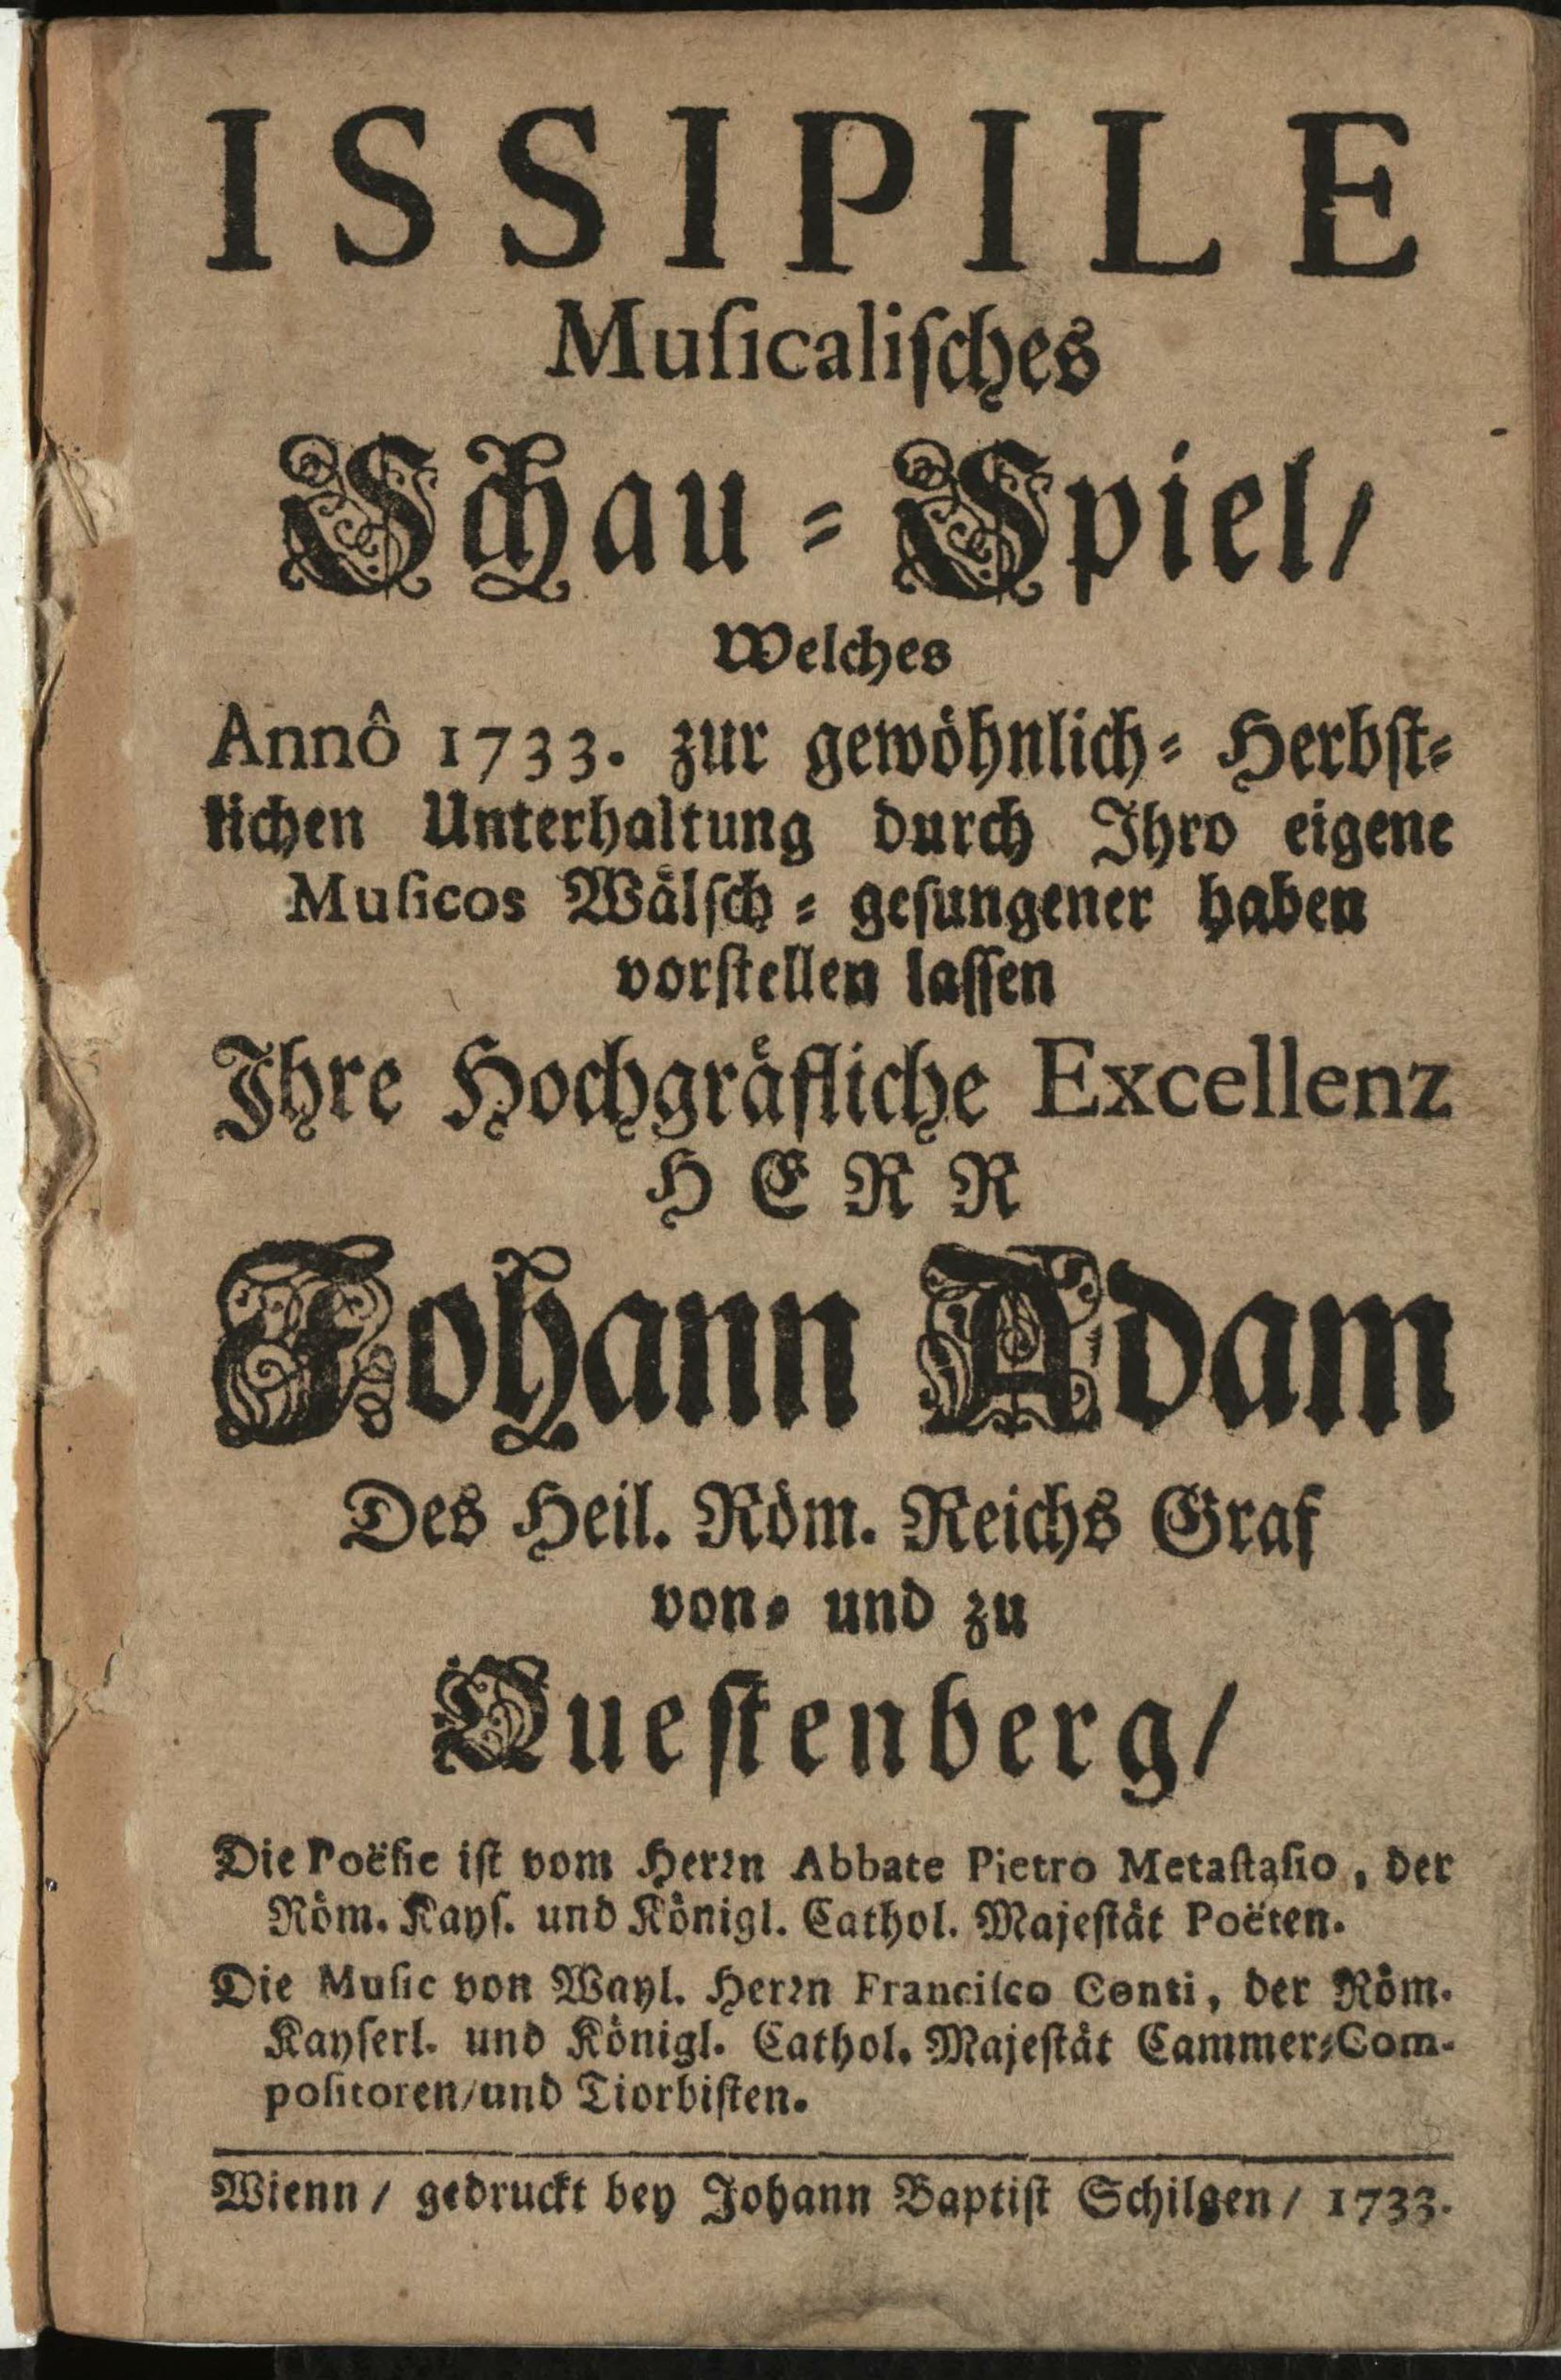 ISSIPILE
Muſicaliſches
Schau-Spiel/
Welches
Annô 1733. zur gewöhnlich- Herbſt-
lichen Unterhaltung durch Ihro eigene
Muſicos Wälſch-geſungener haben
vorſtellen laſſen
Ihre Hochgräfliche Excellenz
HERR
Johann Adam
Des Heil. Röm. Reichs Graf
von- und zu
Queſtenberg/
Die Poëſie iſt vom Herꝛn Abbate Pietro Metaſtaſio, der
Röm. Kayſ. und Königl. Cathol. Majeſtät Poëten.
Die Muſic von Wayl. Herꝛn Franciſco Conti, der Röm.
Kayſerl. und Königl. Cathol. Majeſtät Cammer-Com-
poſitoren/und Tiorbiſten.
Wienn/ gedruckt bey Johann Baptiſt Schilgen/ 1733.